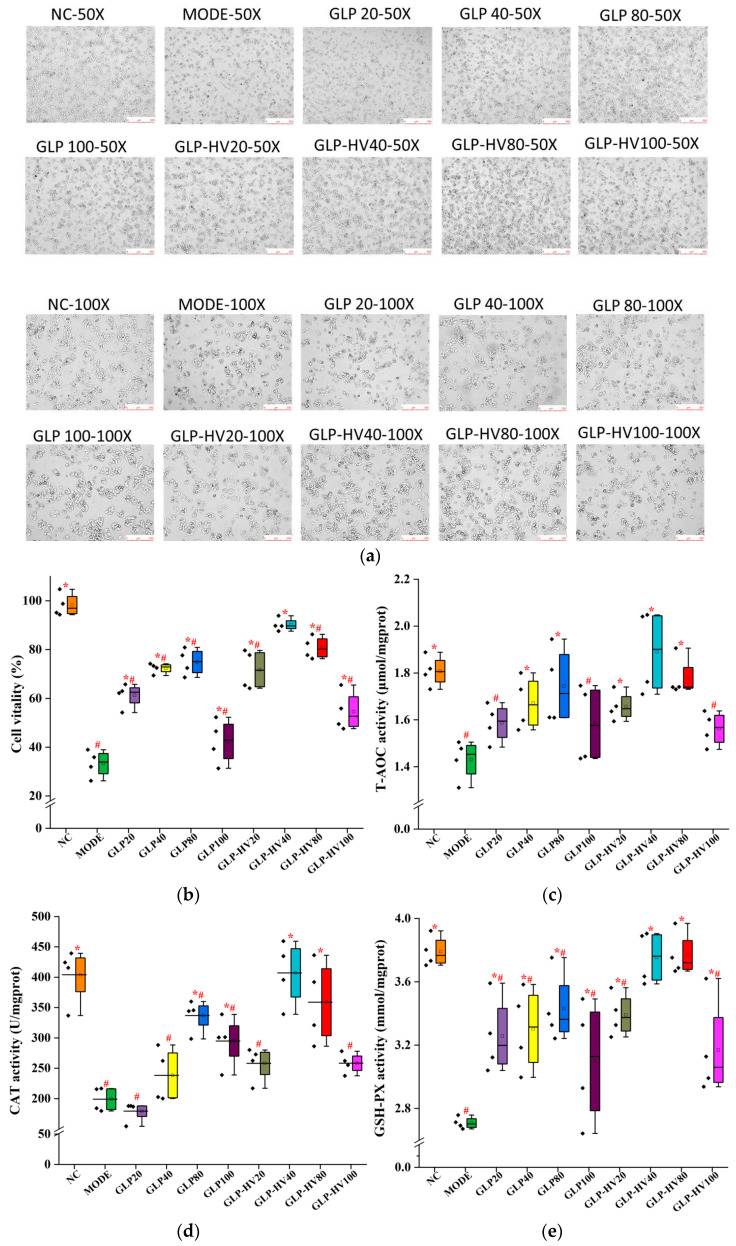 NC-50X MODE-50X GLP 20-50X GLP 40-50X GLP 80-50X
GLP 100-50X GLP-HV20-50X GLP-HV40-50X GLP-HV80-50X GLP-HV100-50X
NC-100X MODE-100X GLP 20-100X GLP 40-100X GLP 80-100X
GLP 100-100X GLP-HV20-100X GLP-HV40-100X GLP-HV80-100X GLP-HV100-100X
(a)
Cell vitality (%)
100
80
60
40
20
0
* # *# *# *# *# *# * *# *#
NC MODE GLP20 GLP40 GLP80 GLP100 GLP-HV20 GLP-HV40 GLP-HV80 GLP-HV100
(b)
T-AOC activity (μmol/mgprot)
2.2
2.0
1.8
1.6
1.4
0.0
* # # * * # * * * #
NC MODE GLP20 GLP40 GLP80 GLP100 GLP-HV20 GLP-HV40 GLP-HV80 GLP-HV100
(c)
CAT activity (U/mgprot)
500
450
400
350
300
250
200
50
0
* # # # *# *# # * * #
NC MODE GLP20 GLP40 GLP80 GLP100 GLP-HV20 GLP-HV40 GLP-HV80 GLP-HV100
(d)
GSH-PX activity (mmol/mgprot)
4.0
3.6
3.2
2.8
0.0
* # *# *# *# *# *# * * *#
NC MODE GLP20 GLP40 GLP80 GLP100 GLP-HV20 GLP-HV40 GLP-HV80 GLP-HV100
(e)